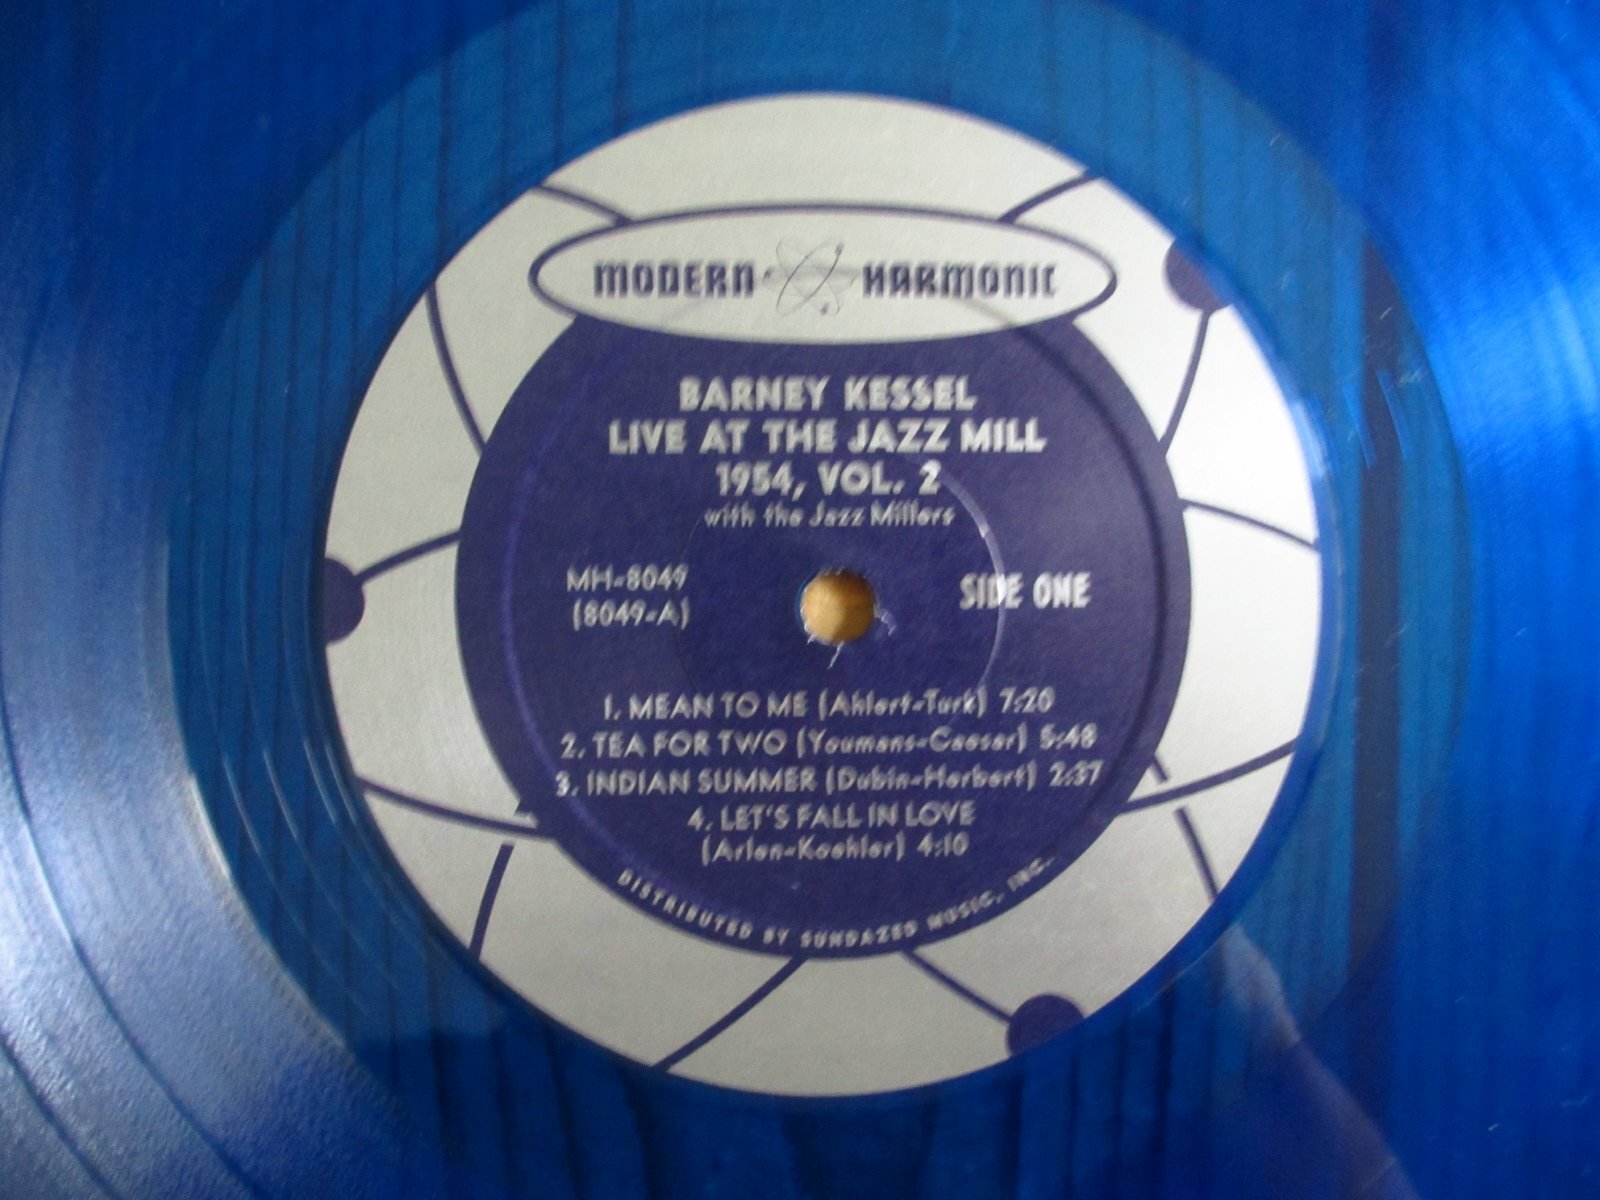 MODERN HARMONIC
BARNEY KESSEL
LIVE AT THE JAZZ MILL
1954, VOL. 2
with the Jazz Millers
MH-8049
(8049-A)
SIDE ONE
1. MEAN TO ME (Ahlert-Turk) 7:20
2. TEA FOR TWO (Youmans-Caesar) 5:48
3. INDIAN SUMMER (Dubin-Herbert) 2:37
4. LET'S FALL IN LOVE
(Arlen-Koehler) 4:10
DISTRIBUTED BY SUNDAZED MUSIC, INC.